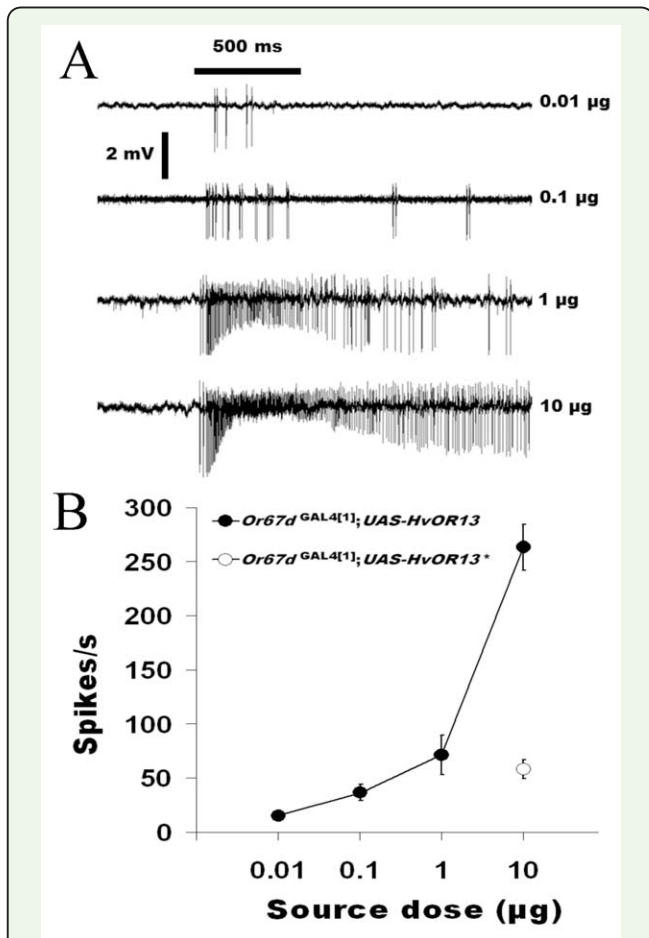 A
500 ms
0.01 µg
2 mV
0.1 µg
1 µg
10 µg
B
300
250
200
150
100
50
0
Spikes/s
Or67d GAL4[1]; UAS-HvOR13
Or67d GAL4[1]; UAS-HvOR13 *
0.01 0.1 1 10
Source dose (µg)